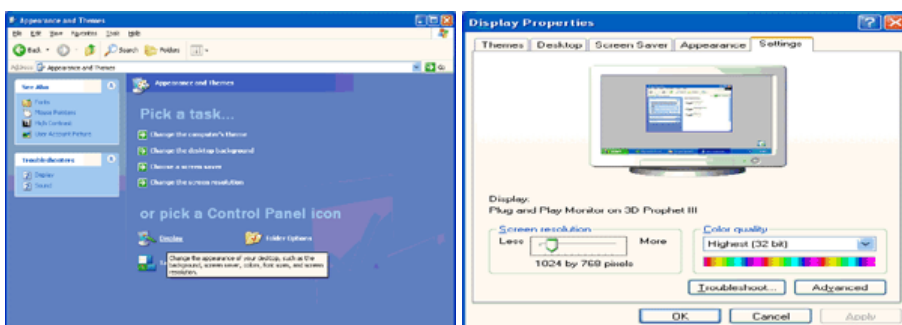 Appearance and Themes
File Edit View Favorites Tools Help
Back Search Folders
Address Appearance and Themes Go
See Also
Fonts
Mouse Pointers
High Contrast
User Account Picture
Troubleshooters
Display
Sound
Appearance and Themes
Pick a task...
Change the computer's theme
Change the desktop background
Choose a screen saver
Change the screen resolution
or pick a Control Panel icon
Display Folder Options
Change the appearance of your desktop, such as the
background, screen saver, colors, font sizes, and screen
resolution.
Display Properties
Themes Desktop Screen Saver Appearance Settings
Display:
Plug and Play Monitor on 3D Prophet III
Screen resolution
Less More
1024 by 768 pixels
Color quality
Highest (32 bit)
Troubleshoot... Advanced
OK Cancel Apply